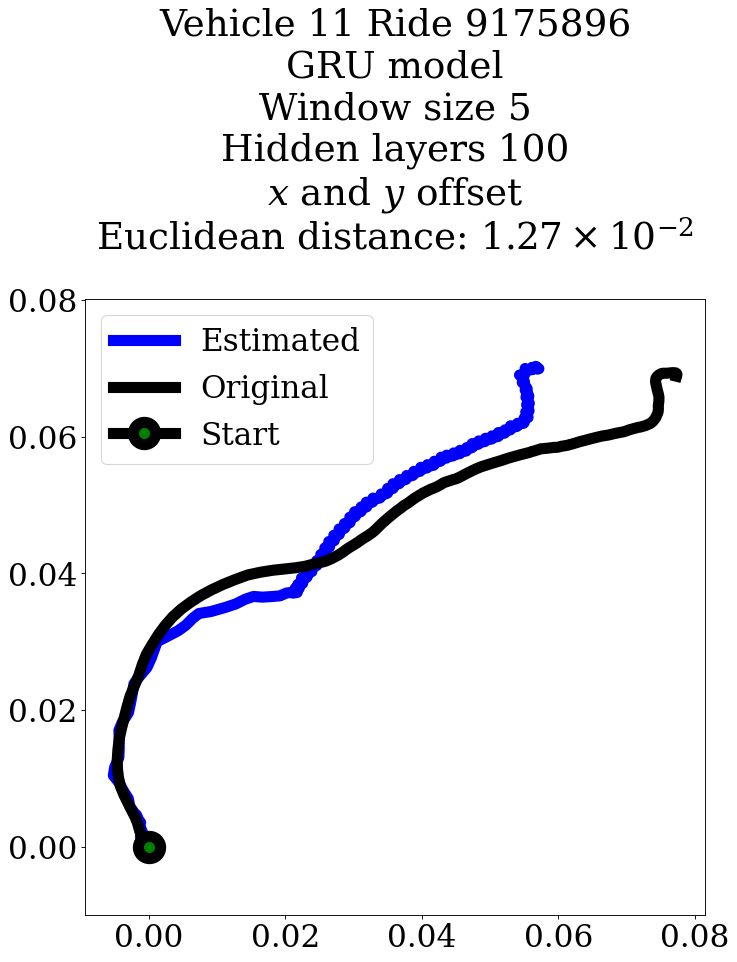 Vehicle 11 Ride 9175896
GRU model
Window size 5
Hidden layers 100
x and y offset
Euclidean distance: 1.27 × 10⁻²
0.08
0.06
0.04
0.02
0.00
Estimated
Original
Start
0.00 0.02 0.04 0.06 0.08